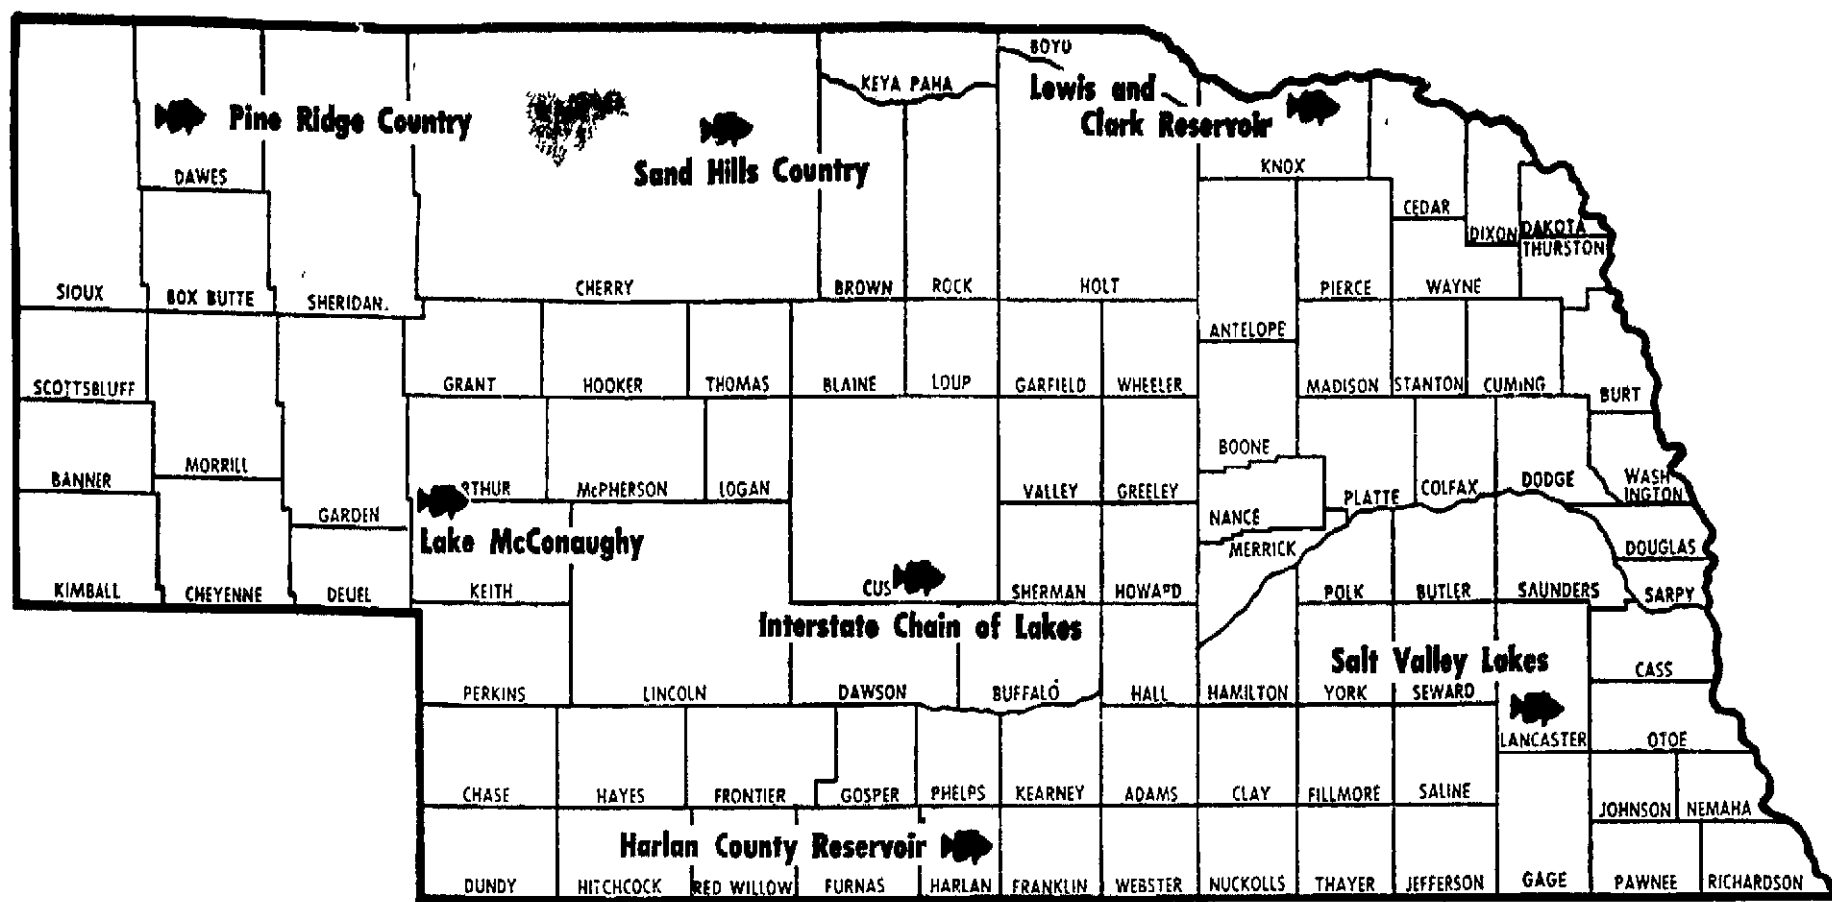 BOYU
KEYA PAHA
Lewis and
Clark Reservoir
Pine Ridge Country
Sand Hills Country
DAWES
KNOX
CEDAR
DIXON
DAKOTA
THURSTON
SIOUX
BOX BUTTE
SHERIDAN
CHERRY
BROWN
ROCK
HOLT
PIERCE
WAYNE
ANTELOPE
SCOTTSBLUFF
GRANT
HOOKER
THOMAS
BLAINE
LOUP
GARFIELD
WHEELER
MADISON
STANTON
CUMING
BURT
BOONE
BANNER
MORRILL
RTHUR
McPHERSON
LOGAN
VALLEY
GREELEY
PLATTE
COLFAX
DODGE
WASH
INGTON
GARDEN
NANCE
Lake McConaughy
MERRICK
DOUGLAS
KIMBALL
CHEYENNE
DEUEL
KEITH
CUS
SHERMAN
HOWARD
POLK
BUTLER
SAUNDERS
SARPY
Interstate Chain of Lakes
Salt Valley Lakes
CASS
PERKINS
LINCOLN
DAWSON
BUFFALO
HALL
HAMILTON
YORK
SEWARD
LANCASTER
OTOE
CHASE
HAYES
FRONTIER
GOSPER
PHELPS
KEARNEY
ADAMS
CLAY
FILLMORE
SALINE
JOHNSON
NEMAHA
Harlan County Reservoir
DUNDY
HITCHCOCK
RED WILLOW
FURNAS
HARLAN
FRANKLIN
WEBSTER
NUCKOLLS
THAYER
JEFFERSON
GAGE
PAWNEE
RICHARDSON